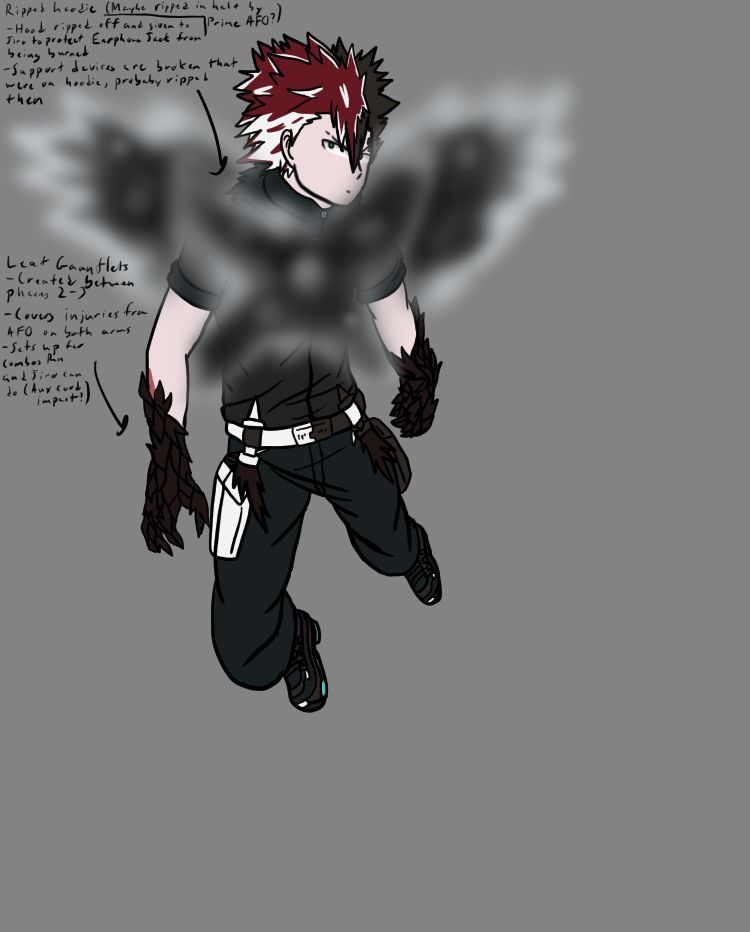 Ripped hoodie (Maybe ripped in half by
Prime AFO?)
-Hood ripped off and given to
Jiro to protect Earphone Jack from
being burned
-Support devices are broken that
were on hoodie, probaby ripped
then
Leaf Gauntlets
-Created between
phases 2-3
-Covers injuries from
AFO on both arms
-Sets up for
combos Rin
and Jiro can
do (Aux cord
impact?)